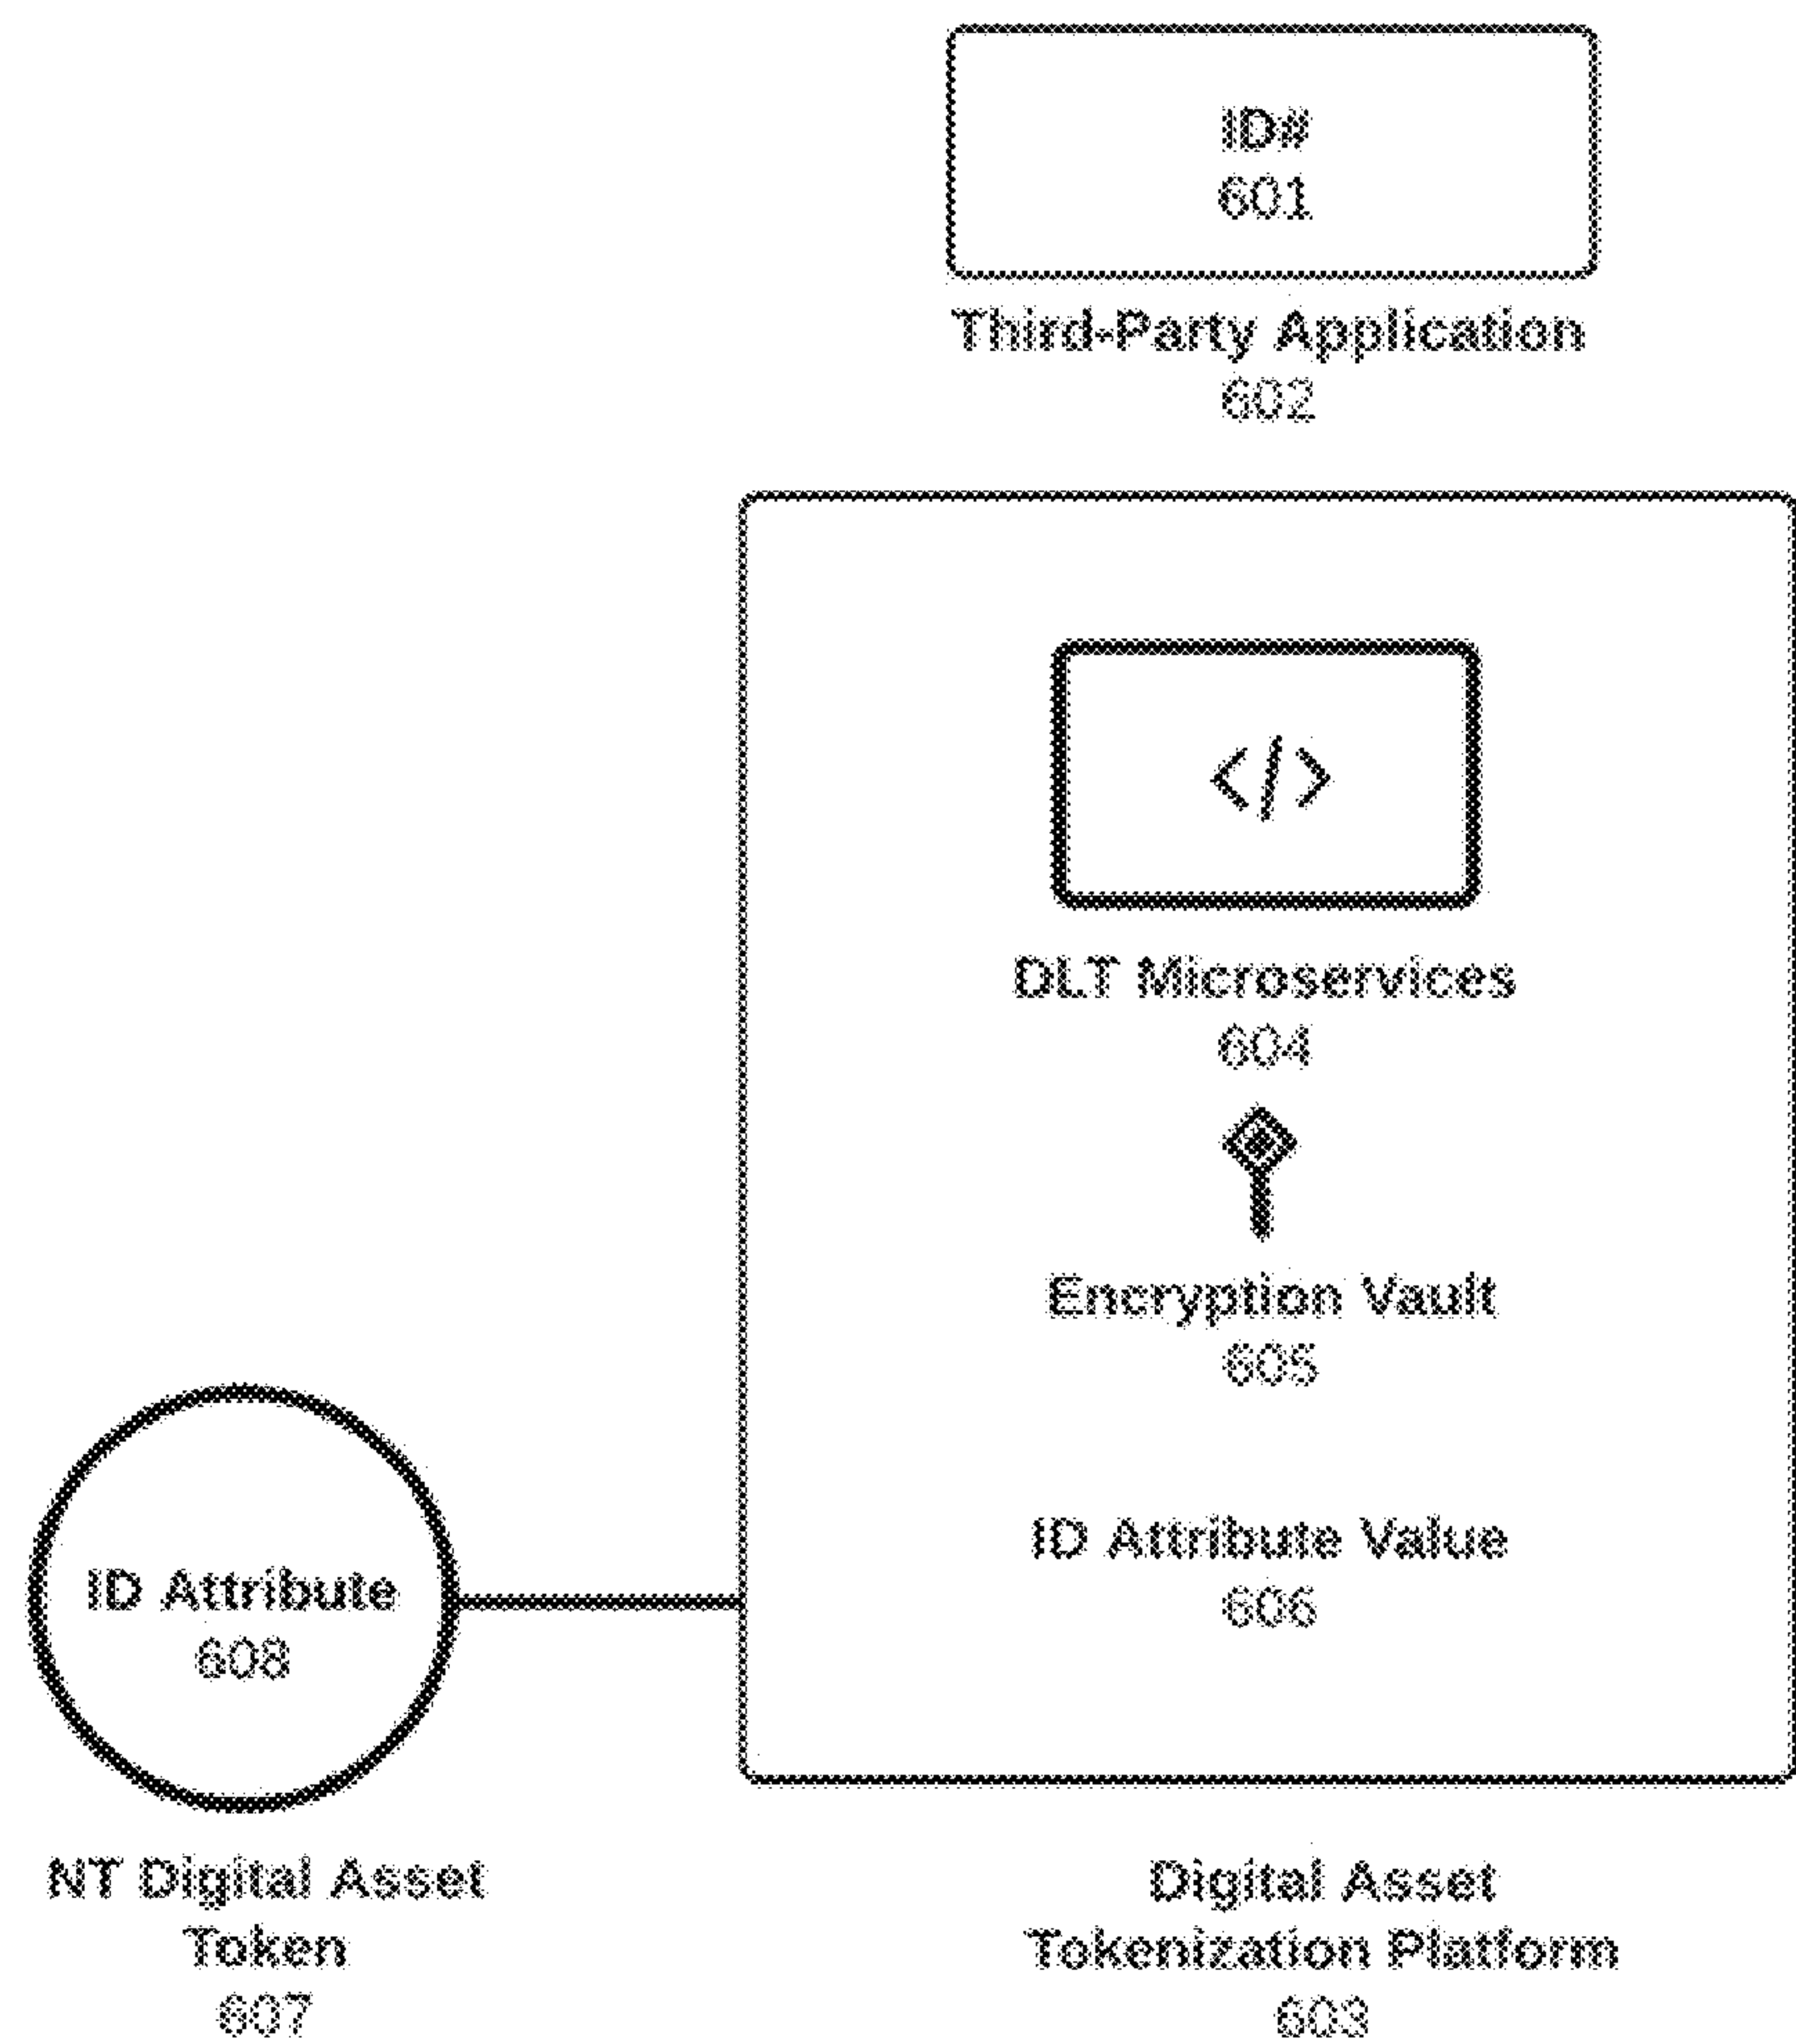 ID#
601
Third-Party Application
602
</>
DLT Microservices
604
Encryption Vault
605
ID Attribute Value
606
ID Attribute
608
NT Digital Asset
Token
607
Digital Asset
Tokenization Platform
603